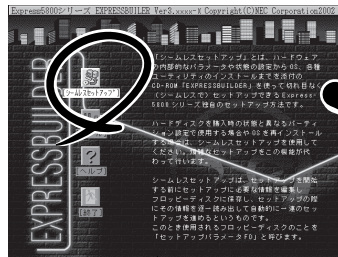 Express5800シリーズ EXPRESSBUILDER Ver3.xxxx-X Copyright(C)NEC Corporation2002
EXPRESSBUILDER
[シームレスセットアップ]
[ヘルプ]
[終了]
「シームレスセットアップ」とは、ハードウェア
の内部的なパラメータや状態の設定からOS、各種
ユーティリティのインストールまでを添付の
CD-ROM「EXPRESSBUILDER」を使って切れ目なく
(シームレスで)セットアップできるExpress-
5800シリーズ独自のセットアップ方法です。
ハードディスクを購入時の状態と異なるパーティ
ション設定で使用する場合やOSを再インストール
する場合は、シームレスセットアップを使用して
ください。複雑なセットアップをこの機能が代
わって行います。
シームレスセットアップは、セットアップを開始
する前にセットアップに必要な情報を編集し
フロッピーディスクに保存し、セットアップの際
にその情報を逐一読み出して自動的に一連のセッ
トアップを進めるというものです。
このとき使用されるフロッピーディスクのことを
「セットアップパラメータFD」と呼びます。